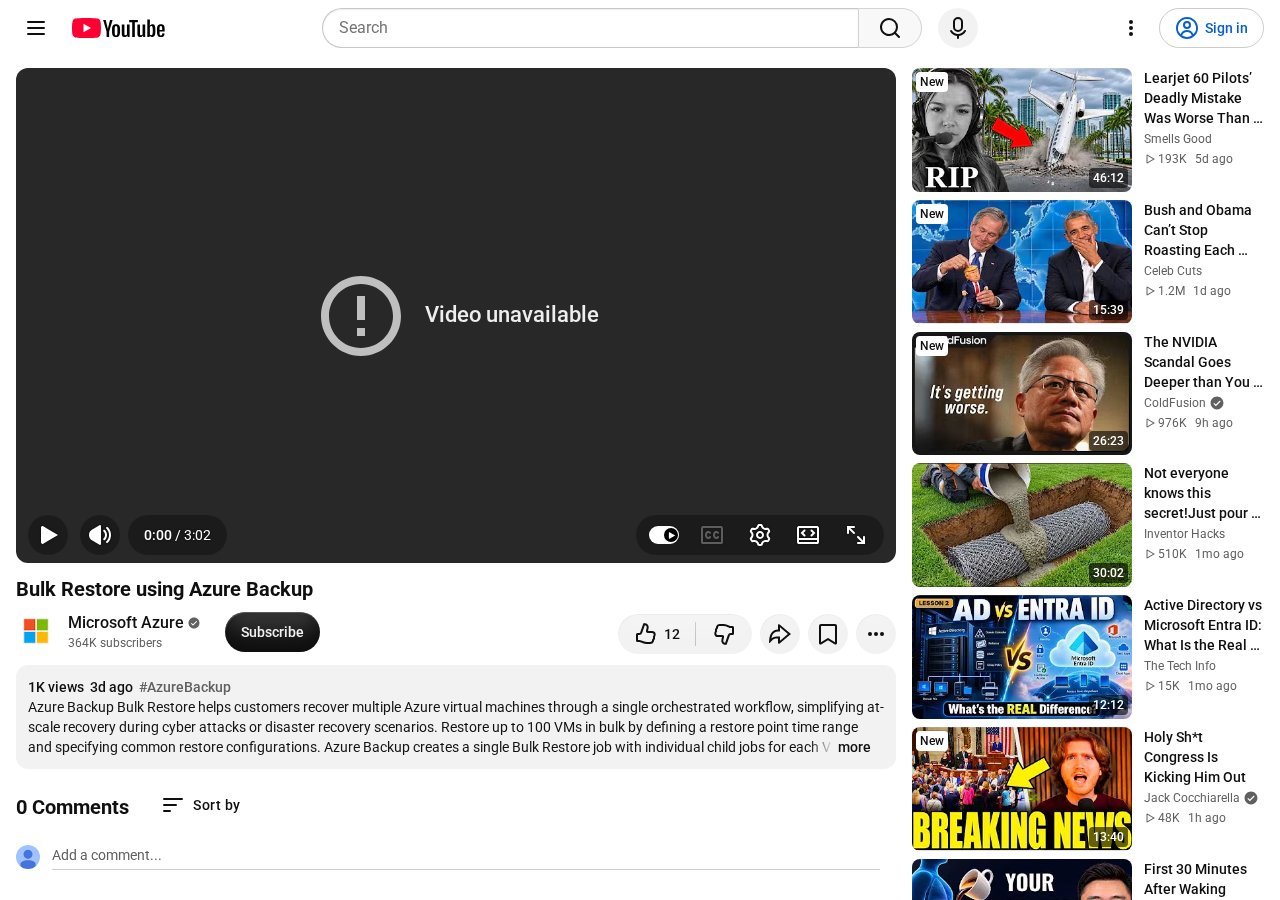 YouTube
Search
Sign in
Video unavailable
0:00 / 3:02
CC
Bulk Restore using Azure Backup
Microsoft Azure
364K subscribers
Subscribe
12
1K views 3d ago #AzureBackup
Azure Backup Bulk Restore helps customers recover multiple Azure virtual machines through a single orchestrated workflow, simplifying at-
scale recovery during cyber attacks or disaster recovery scenarios. Restore up to 100 VMs in bulk by defining a restore point time range
and specifying common restore configurations. Azure Backup creates a single Bulk Restore job with individual child jobs for each V more
0 Comments
Sort by
Add a comment...
New
RIP
46:12
Learjet 60 Pilots’
Deadly Mistake
Was Worse Than …
Smells Good
193K 5d ago
New
15:39
Bush and Obama
Can’t Stop
Roasting Each …
Celeb Cuts
1.2M 1d ago
New
ldFusion
It's getting
worse.
26:23
The NVIDIA
Scandal Goes
Deeper than You …
ColdFusion
976K 9h ago
30:02
Not everyone
knows this
secret!Just pour …
Inventor Hacks
510K 1mo ago
LESSON 2
AD VS ENTRA ID
Microsoft
Entra ID
What's the REAL Difference?
12:12
Active Directory vs
Microsoft Entra ID:
What Is the Real …
The Tech Info
15K 1mo ago
New
BREAKING NEWS
13:40
Holy Sh*t
Congress Is
Kicking Him Out
Jack Cocchiarella
48K 1h ago
YOUR
First 30 Minutes
After Waking